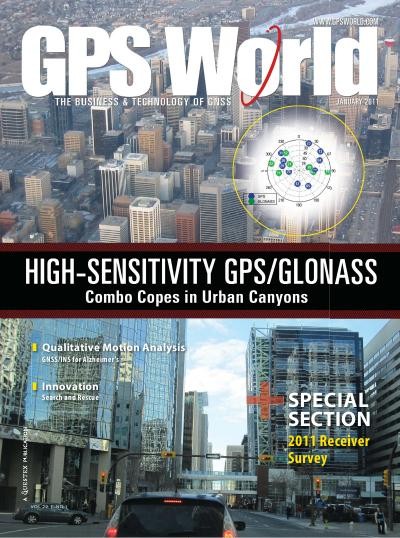 WWW.GPSWORLD.COM
GPS World
THE BUSINESS & TECHNOLOGY OF GNSS
JANUARY 2011
GPS
GLONASS
HIGH-SENSITIVITY GPS/GLONASS
Combo Copes in Urban Canyons
Qualitative Motion Analysis
GNSS/INS for Alzheimer's
Innovation
Search and Rescue
SPECIAL
SECTION
2011 Receiver
Survey
A QUESTEX PUBLICATION